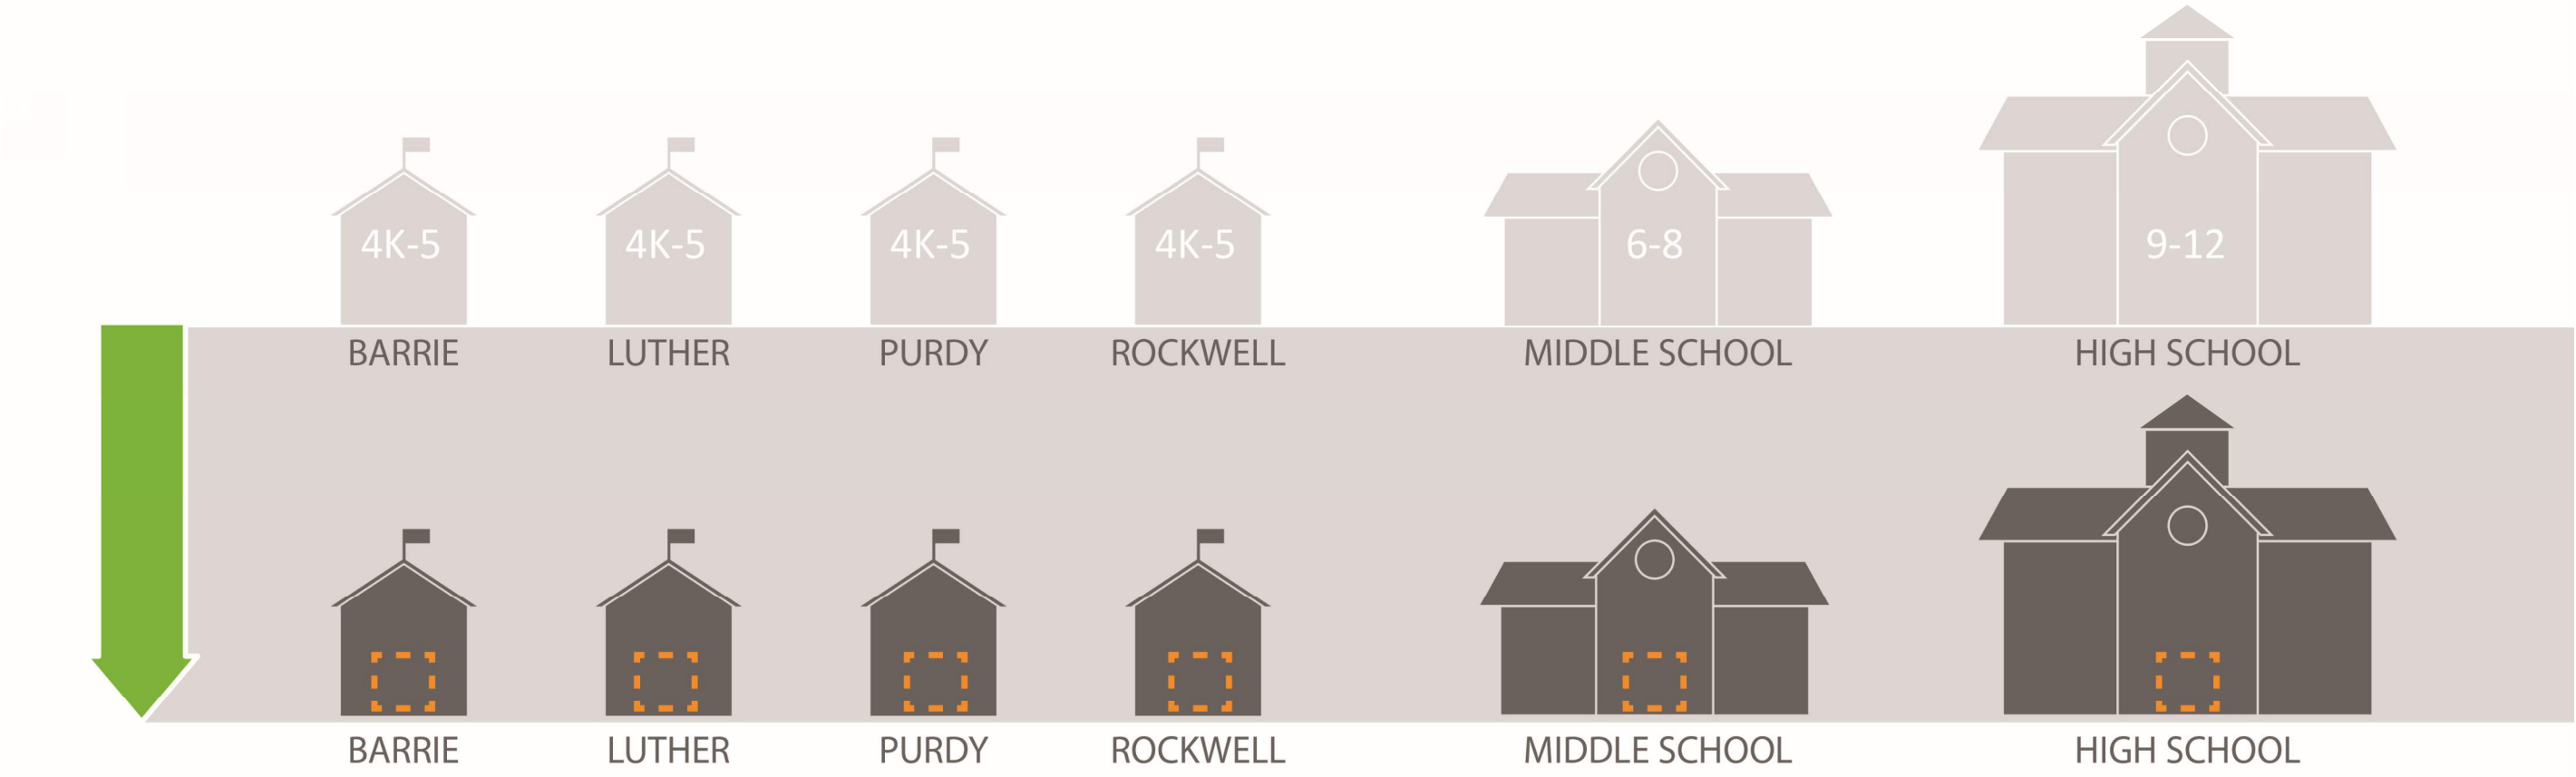 4K-5 4K-5 4K-5 4K-5 6-8 9-12
BARRIE LUTHER PURDY ROCKWELL MIDDLE SCHOOL HIGH SCHOOL
BARRIE LUTHER PURDY ROCKWELL MIDDLE SCHOOL HIGH SCHOOL